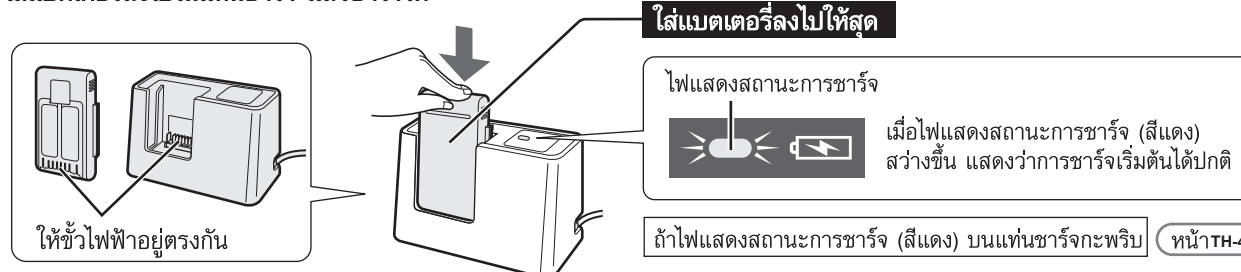 ใส่แบตเตอรี่ลงไปให้สุด
ไฟแสดงสถานะการชาร์จ
เมื่อไฟแสดงสถานะการชาร์จ (สีแดง)
สว่างขึ้น แสดงว่าการชาร์จเริ่มต้นได้ปกติ
ให้ขั้วไฟฟ้าอยู่ตรงกัน
ถ้าไฟแสดงสถานะการชาร์จ (สีแดง) บนแท่นชาร์จกะพริบ
หน้าTH-4